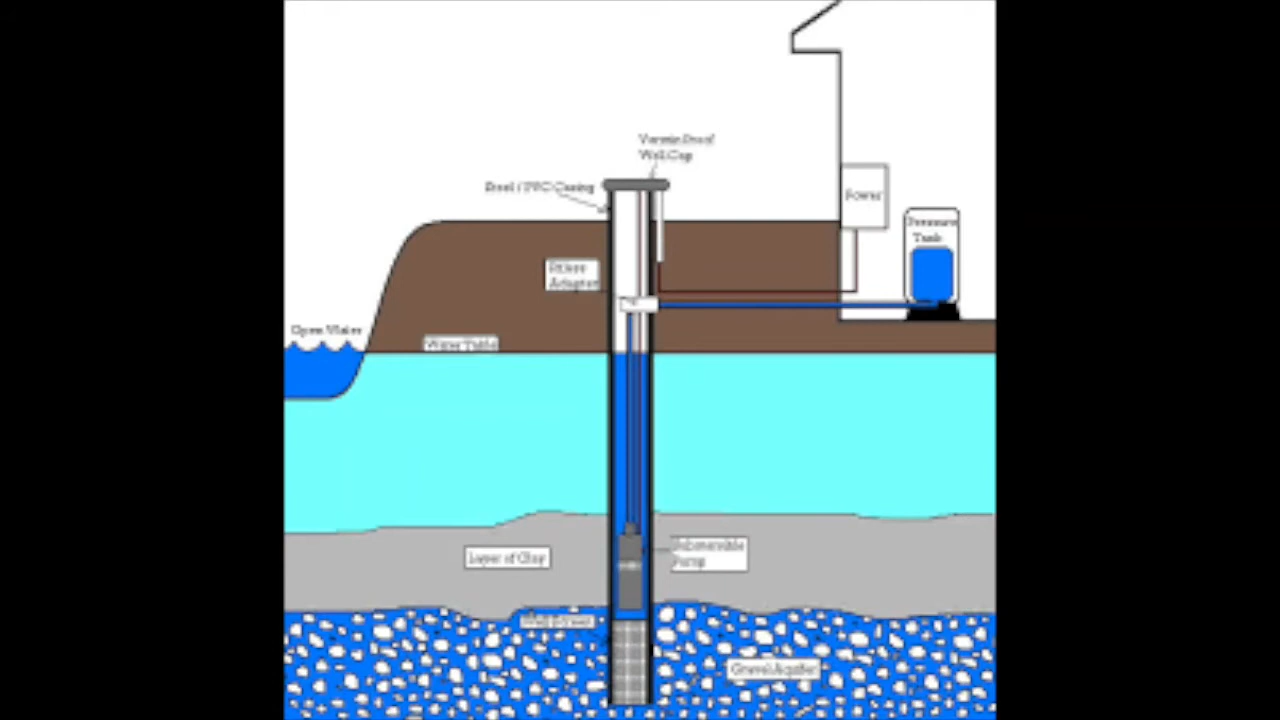 Vermin Proof
Well Cap
Steel / PVC Casing
Power
Pressure
Tank
Pitless
Adapter
Open Water
Water Table
Submersible
Pump
Layer of Clay
Well Screen
Gravel Aquifer